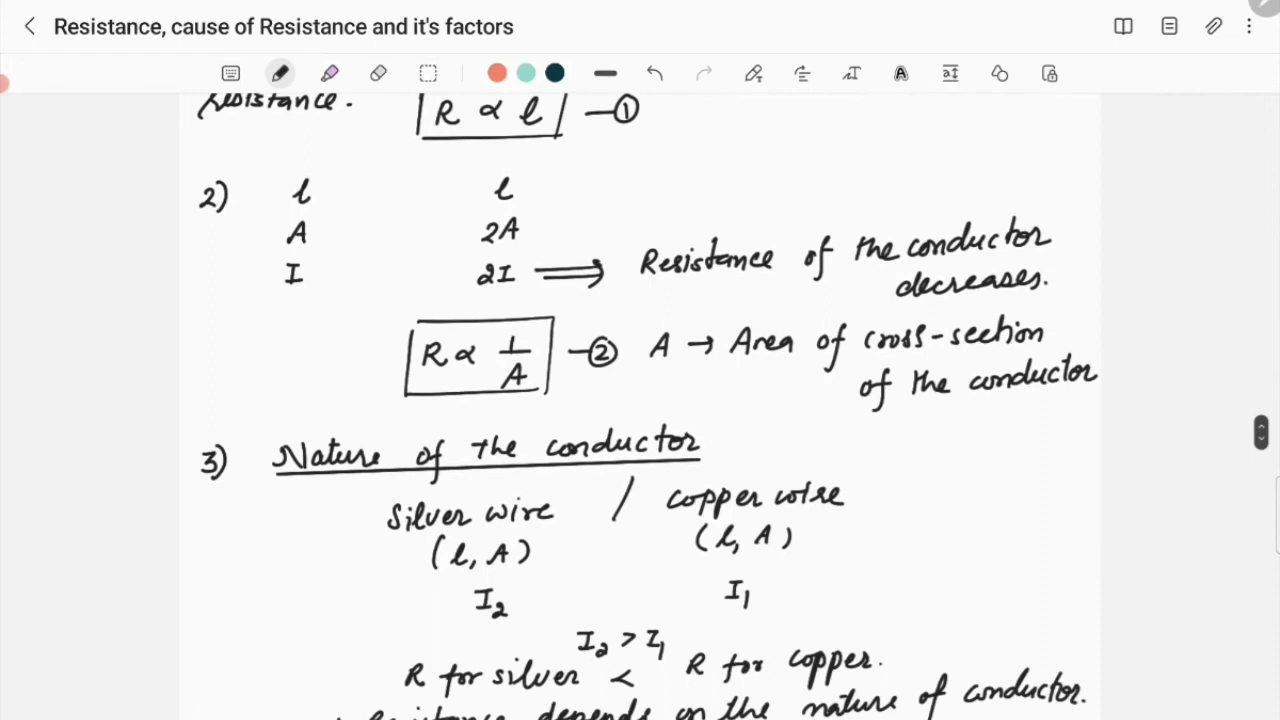 Resistance, cause of Resistance and it's factors
resistance. R ∝ l —①
2) l l
A 2A
I 2I ⟹ Resistance of the conductor decreases.
R ∝ 1/A —② A → Area of cross-section of the conductor
3) Nature of the conductor
Silver wire / Copper wire
(l, A) (l, A)
I₂ I₁
I₂ > I₁
R for silver < R for copper.
Resistance depends on the nature of conductor.